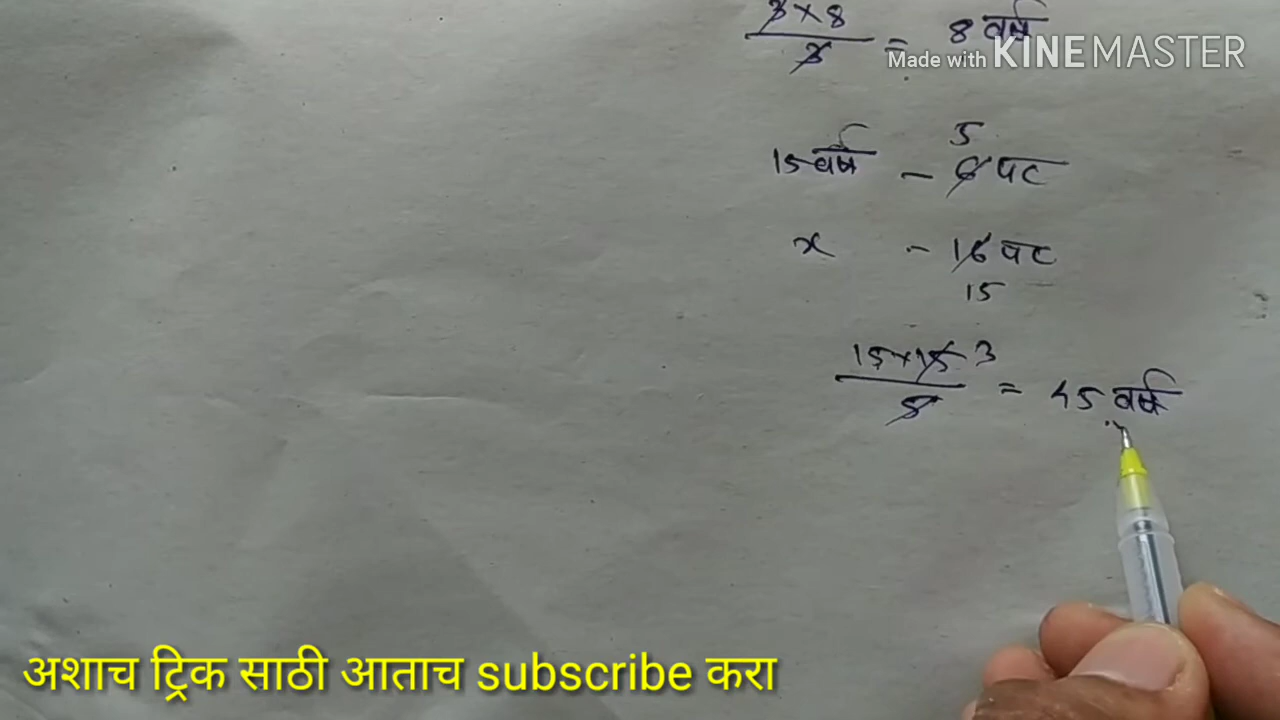 3 × 8
3
= 8 वर्ष
Made with KINEMASTER
5
15 वर्ष – 6 पट
x – 16 पट
15
15 × 15 3
5
= 45 वर्ष
अशाच ट्रिक साठी आताच subscribe करा